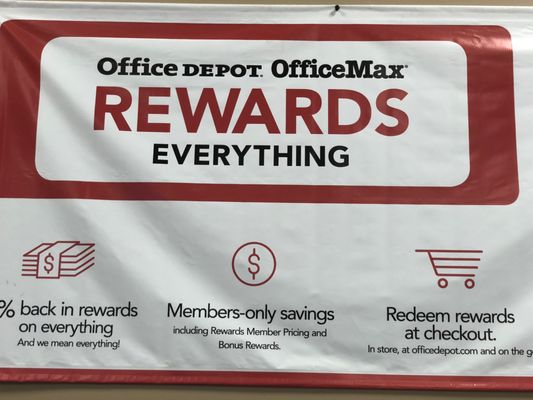 Office DEPOT. OfficeMax®
REWARDS
EVERYTHING
% back in rewards
on everything
And we mean everything!
Members-only savings
including Rewards Member Pricing and
Bonus Rewards.
Redeem rewards
at checkout.
In store, at officedepot.com and on the